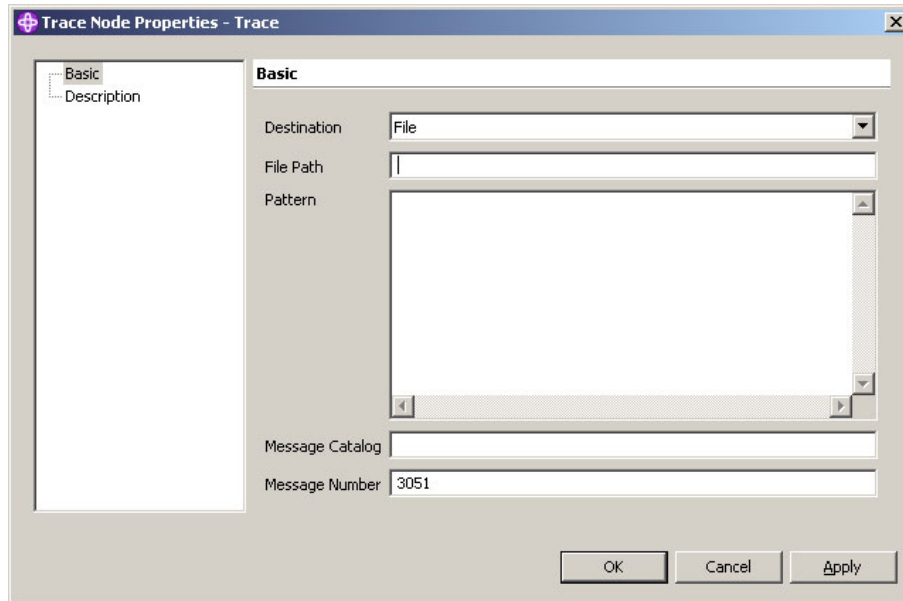 Trace Node Properties - Trace
Basic
Description
Basic
Destination
File
File Path
Pattern
Message Catalog
Message Number
3051
OK
Cancel
Apply